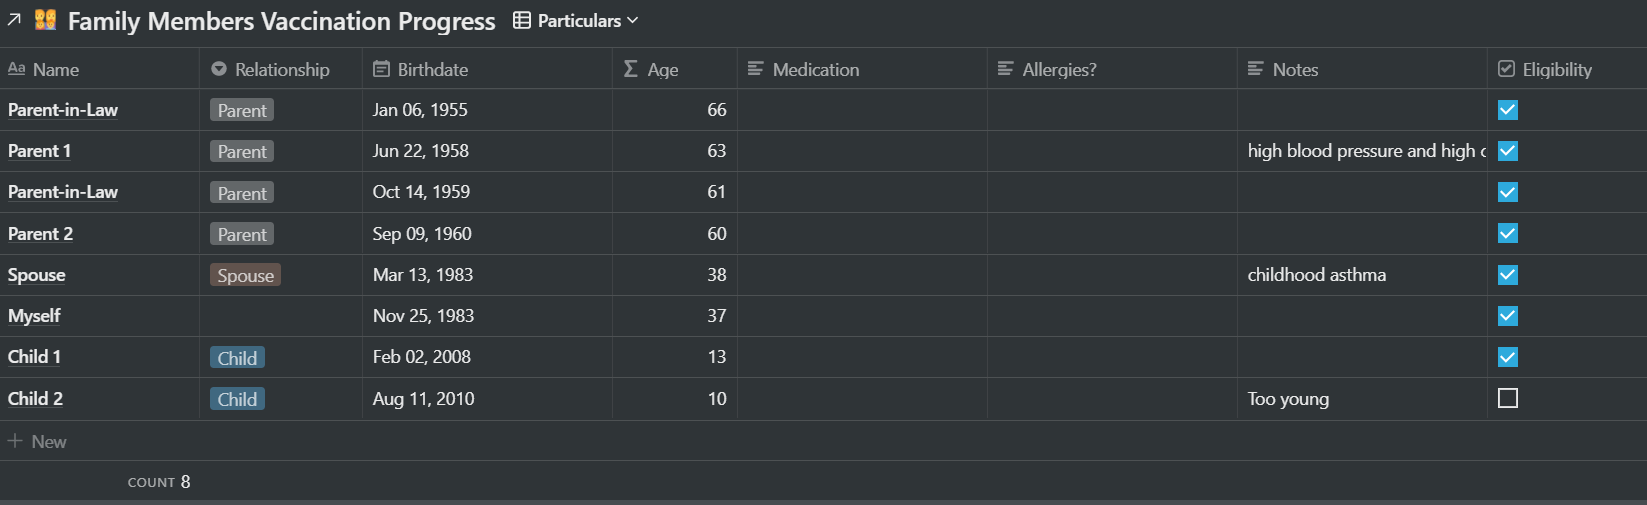 Family Members Vaccination Progress Particulars
Aa Name Relationship Birthdate Σ Age Medication Allergies? Notes Eligibility
Parent-in-Law Parent Jan 06, 1955 66
Parent 1 Parent Jun 22, 1958 63 high blood pressure and high
Parent-in-Law Parent Oct 14, 1959 61
Parent 2 Parent Sep 09, 1960 60
Spouse Spouse Mar 13, 1983 38 childhood asthma
Myself Nov 25, 1983 37
Child 1 Child Feb 02, 2008 13
Child 2 Child Aug 11, 2010 10 Too young
+ New
COUNT 8